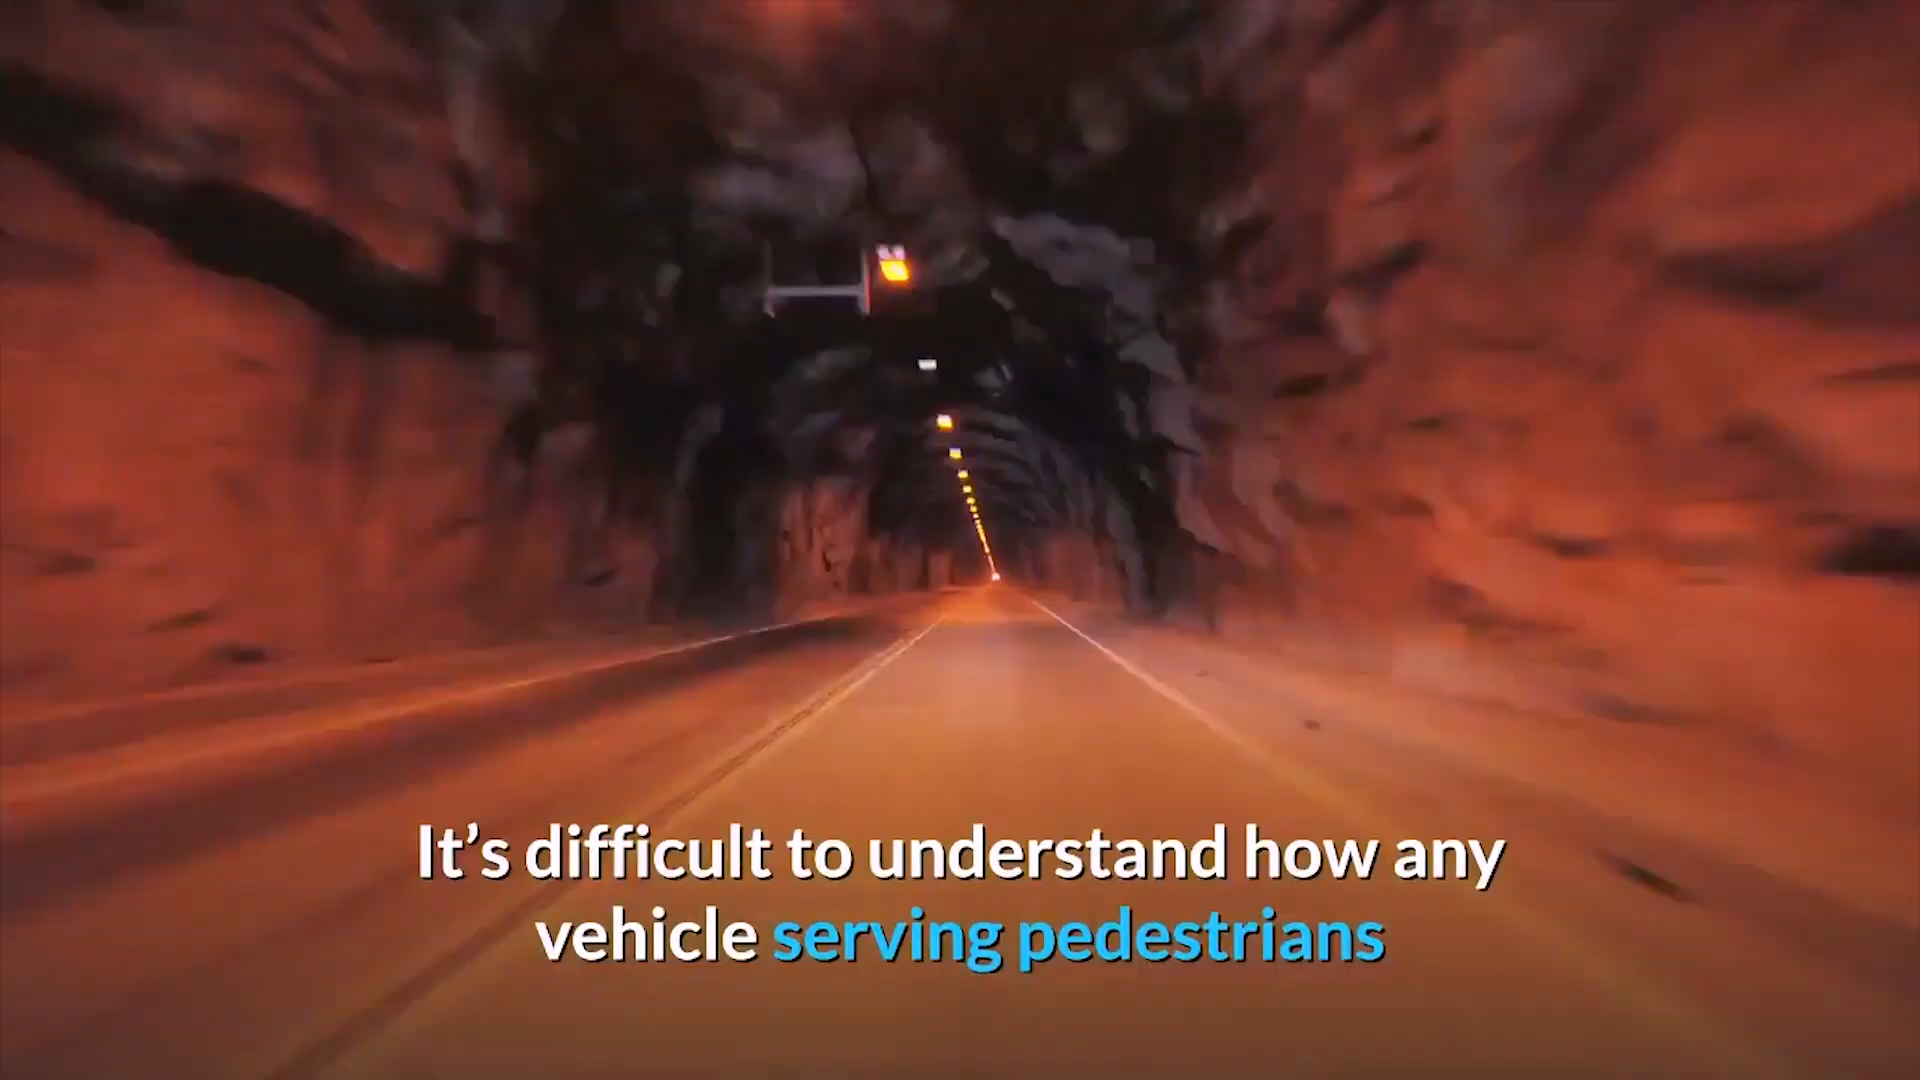 It’s difficult to understand how any
vehicle serving pedestrians